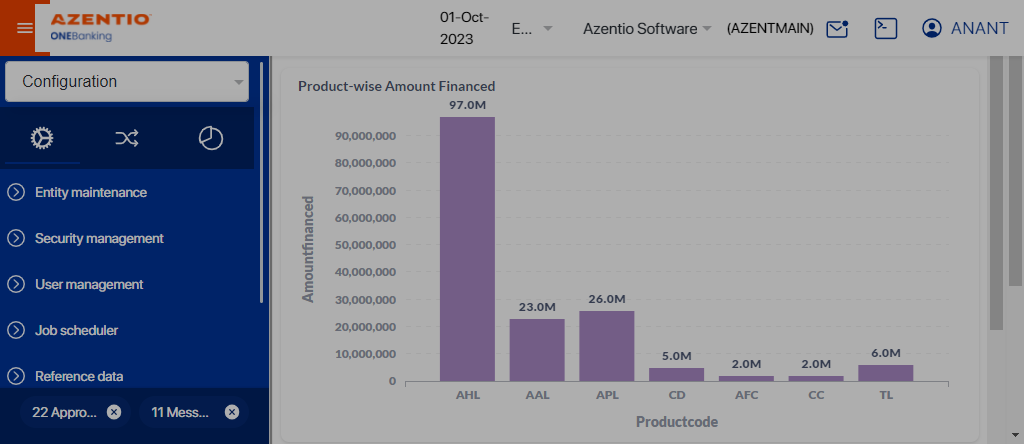 AZENTIO
ONEBanking
01-Oct-2023
E...
Azentio Software
(AZENTMAIN)
ANANT
Configuration
Entity maintenance
Security management
User management
Job scheduler
Reference data
22 Appro...
11 Mess...
Product-wise Amount Financed
97.0M
90,000,000
80,000,000
70,000,000
60,000,000
50,000,000
40,000,000
30,000,000
20,000,000
10,000,000
0
Amountfinanced
23.0M
26.0M
5.0M
2.0M
2.0M
6.0M
AHL
AAL
APL
CD
AFC
CC
TL
Productcode